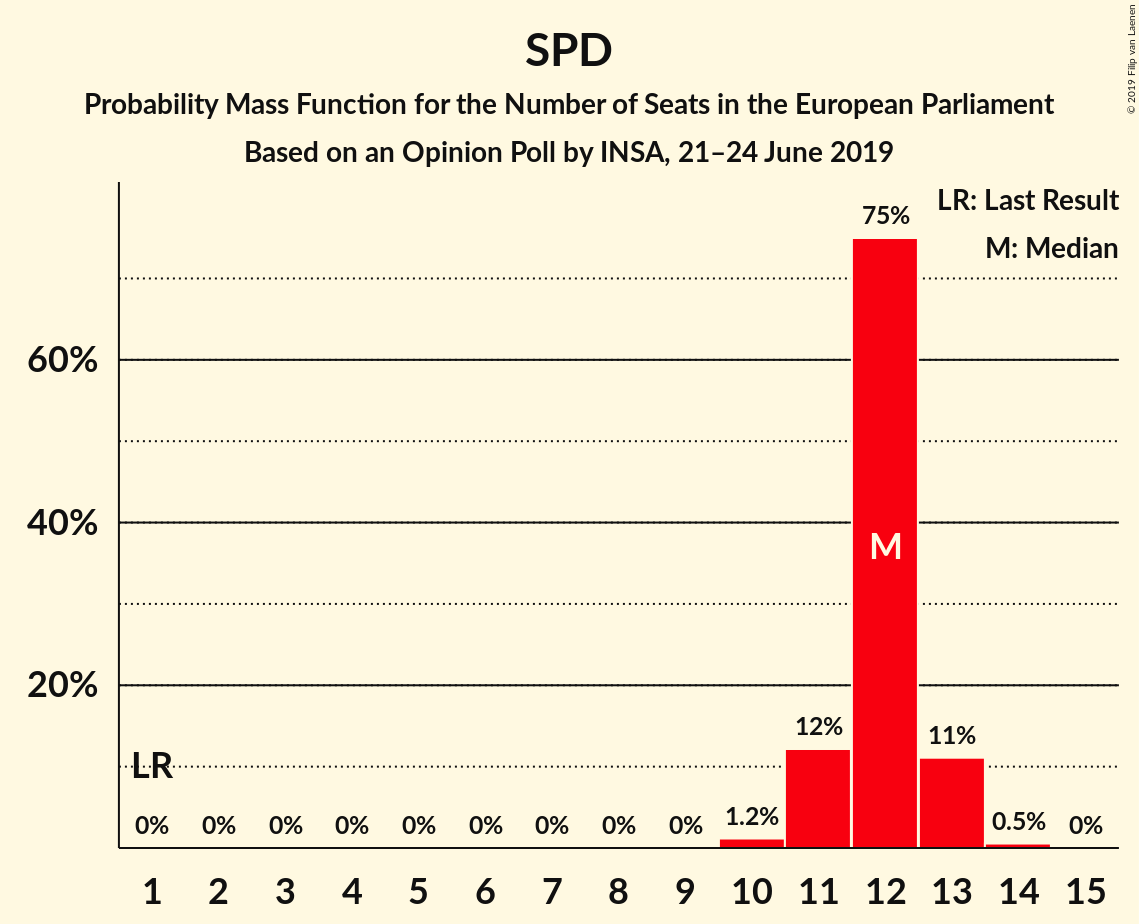 SPD
Probability Mass Function for the Number of Seats in the European Parliament
Based on an Opinion Poll by INSA, 21–24 June 2019
© 2019 Filip van Laenen
LR: Last Result
M: Median
75%
60%
40%
M
20%
12%
11%
LR
0% 0% 0% 0% 0% 0% 0% 0% 0% 1.2% 0.5% 0%
1 2 3 4 5 6 7 8 9 10 11 12 13 14 15